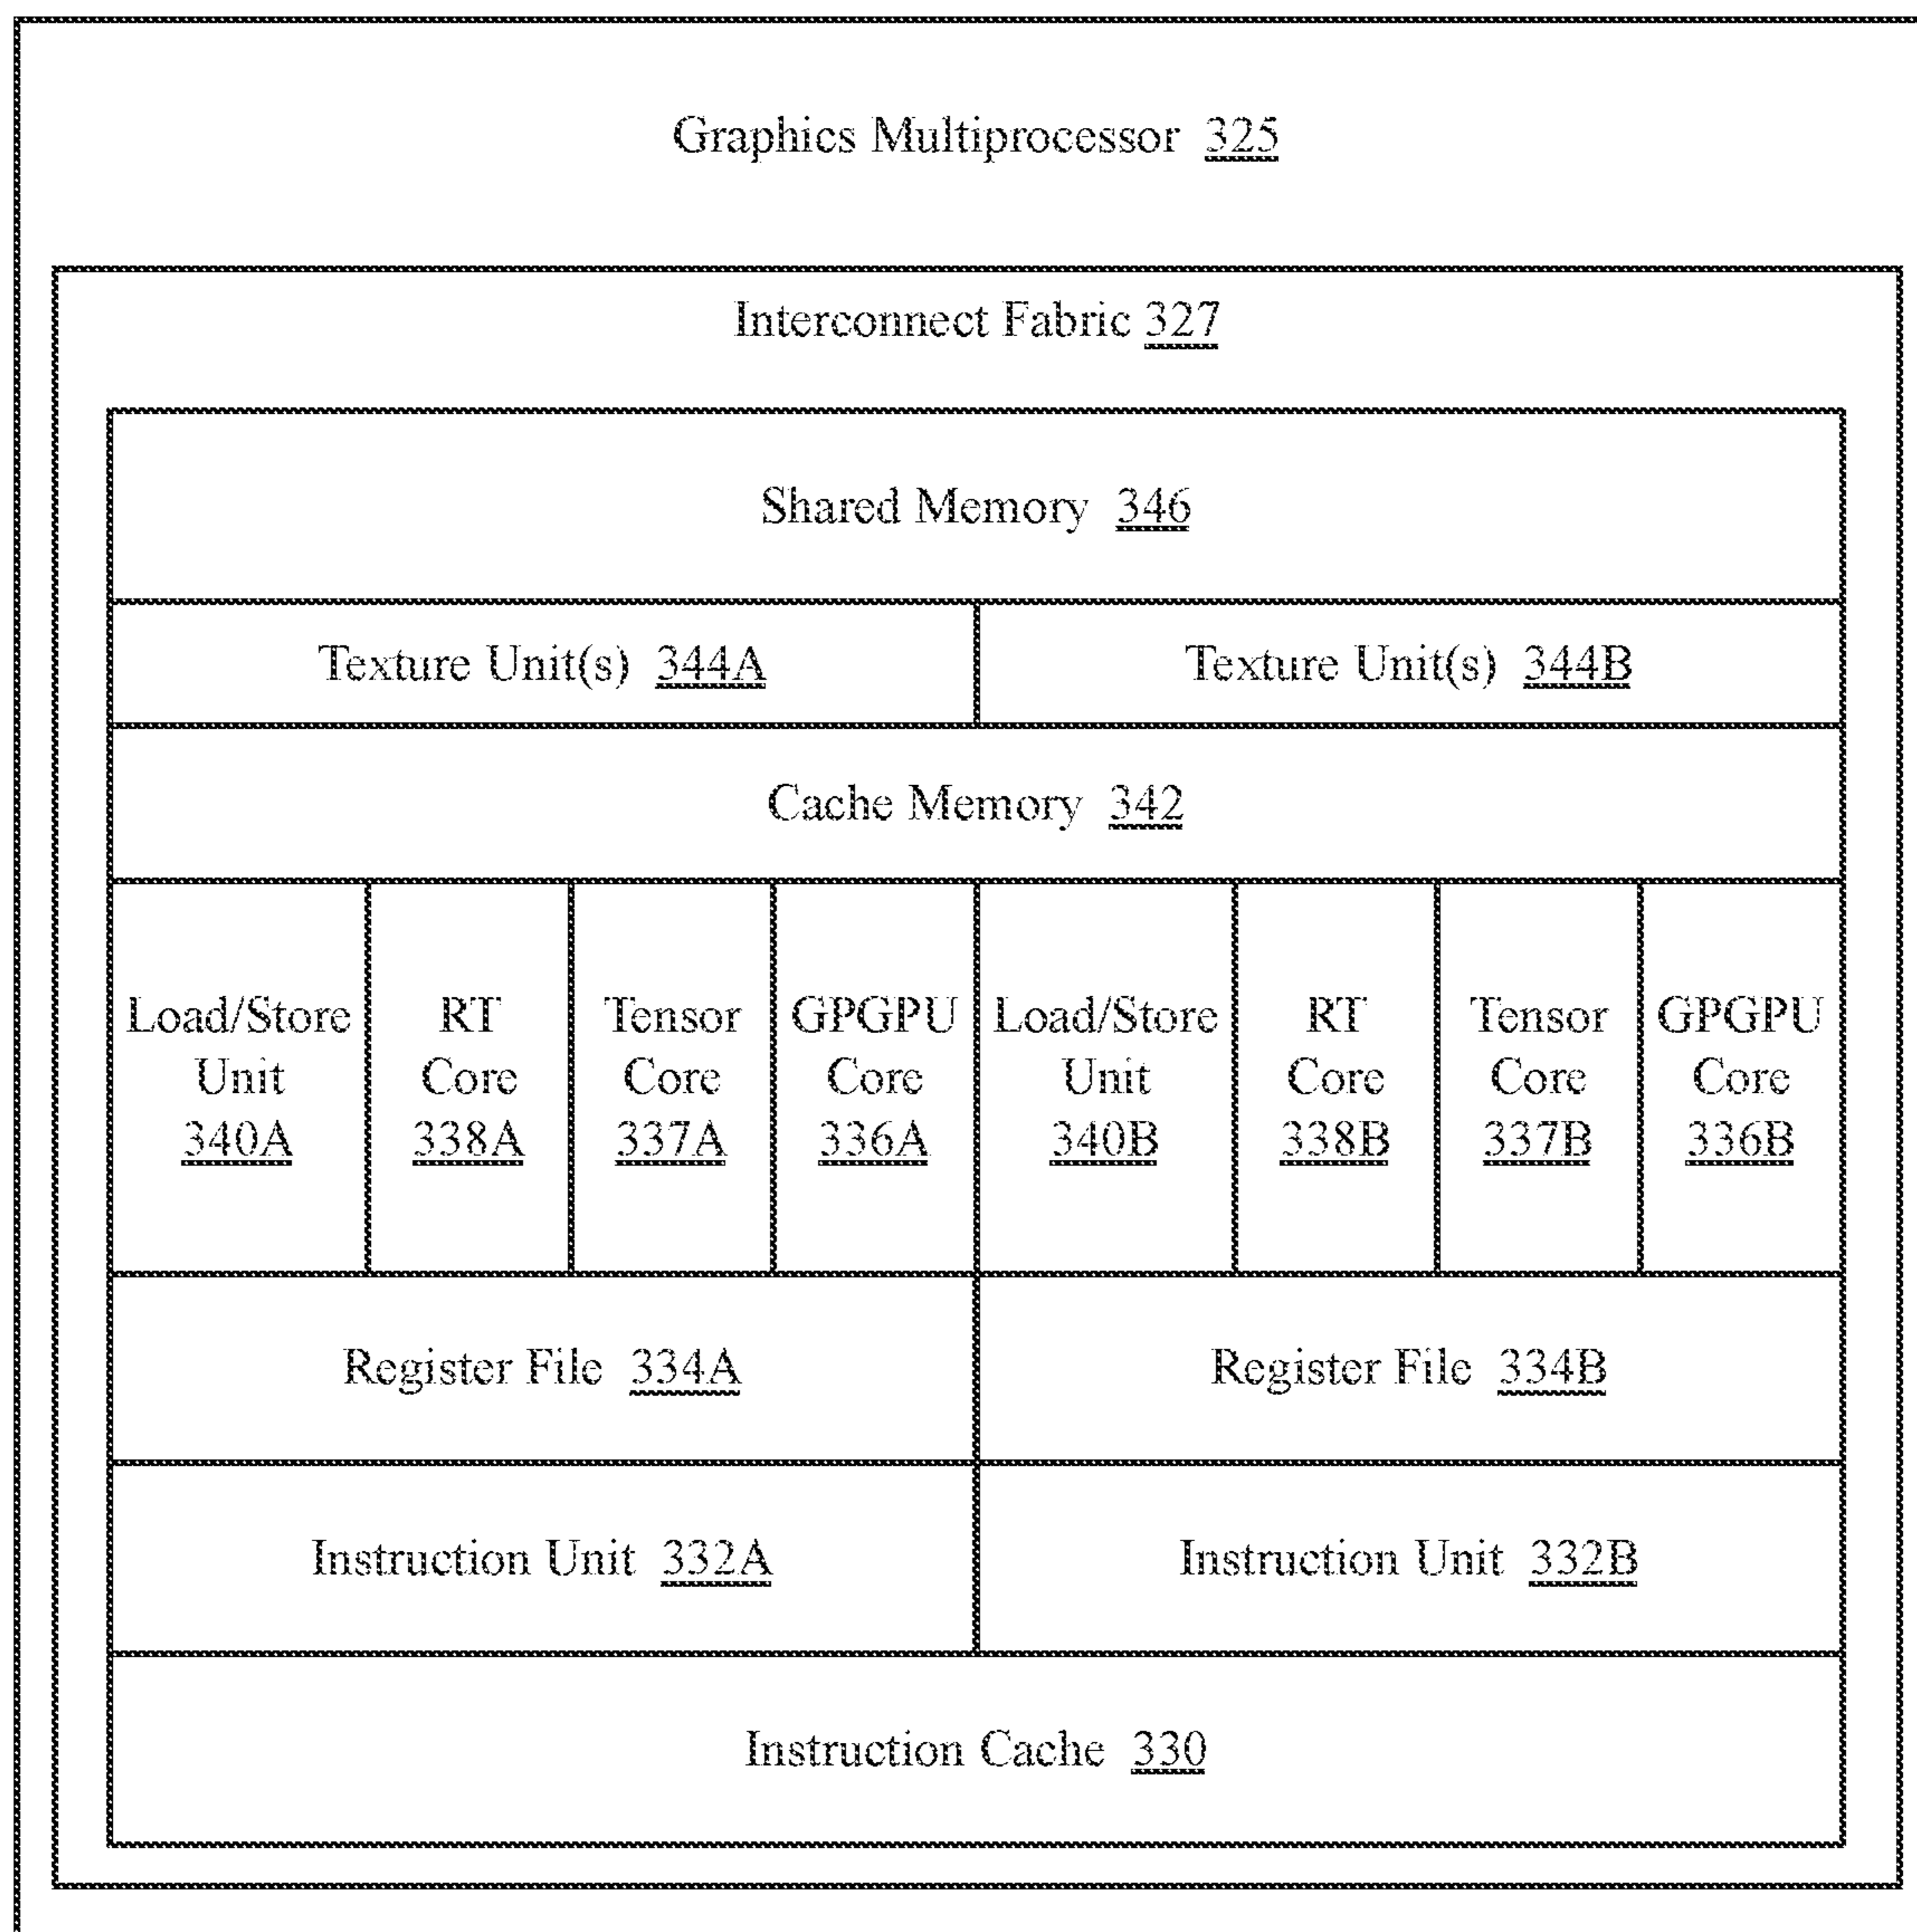 Graphics Multiprocessor 325
Interconnect Fabric 327
Shared Memory 346
Texture Unit(s) 344A
Texture Unit(s) 344B
Cache Memory 342
Load/Store
Unit
340A
RT
Core
338A
Tensor
Core
337A
GPGPU
Core
336A
Load/Store
Unit
340B
RT
Core
338B
Tensor
Core
337B
GPGPU
Core
336B
Register File 334A
Register File 334B
Instruction Unit 332A
Instruction Unit 332B
Instruction Cache 330